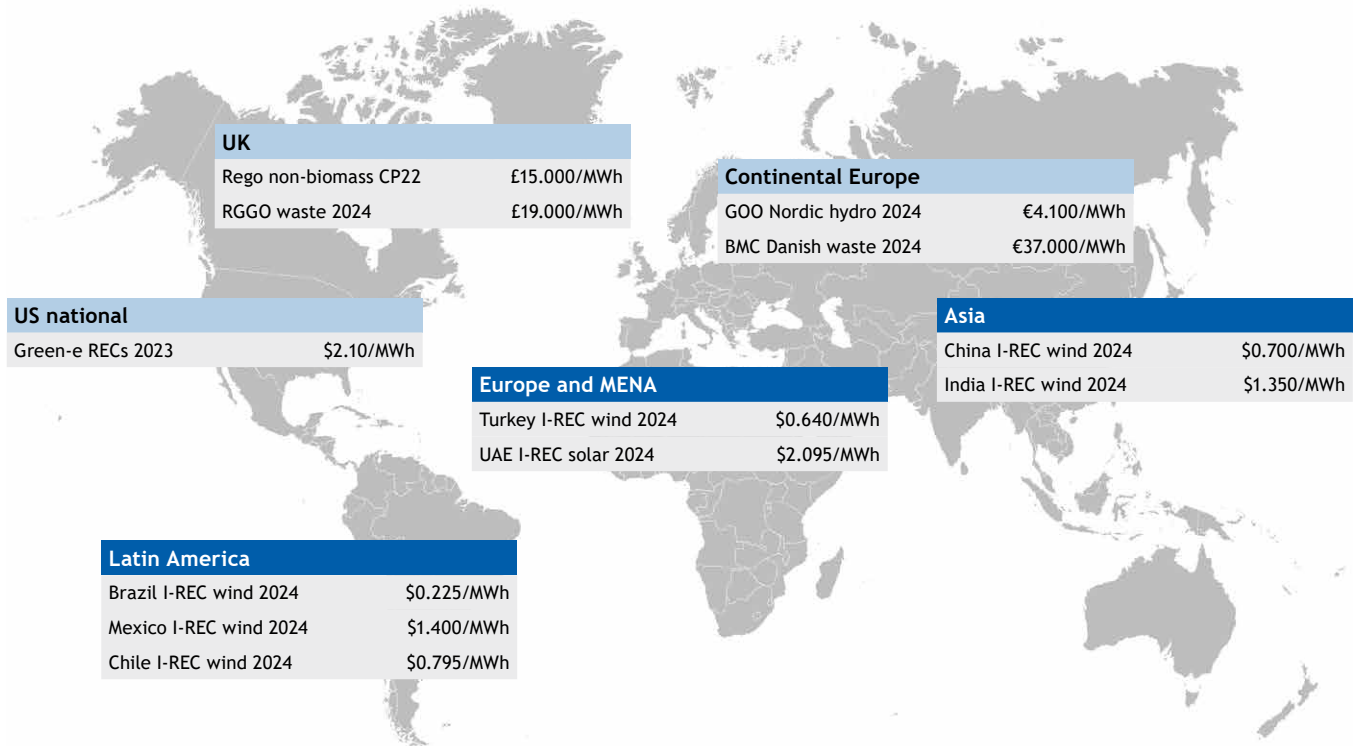 UK
Rego non-biomass CP22 £15.000/MWh
RGGO waste 2024 £19.000/MWh
Continental Europe
GOO Nordic hydro 2024 €4.100/MWh
BMC Danish waste 2024 €37.000/MWh
US national
Green-e RECs 2023 $2.10/MWh
Asia
China I-REC wind 2024 $0.700/MWh
India I-REC wind 2024 $1.350/MWh
Europe and MENA
Turkey I-REC wind 2024 $0.640/MWh
UAE I-REC solar 2024 $2.095/MWh
Latin America
Brazil I-REC wind 2024 $0.225/MWh
Mexico I-REC wind 2024 $1.400/MWh
Chile I-REC wind 2024 $0.795/MWh